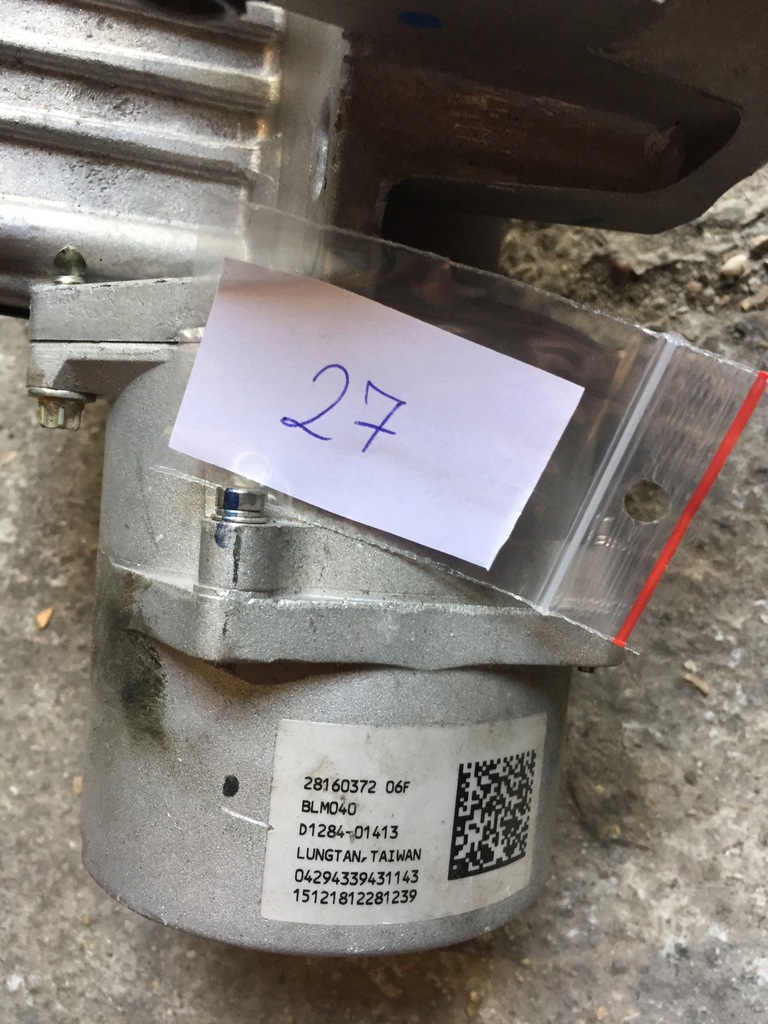 27
28160372 06F
BLM040
D1284-01413
LUNGTAN, TAIWAN
04294339431143
15121812281239